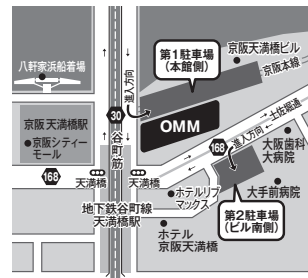 第1駐車場
(本館側)
京阪天満橋ビル
京阪本線
八軒家浜船着場
進入方向
30
谷町筋
OMM
土佐堀通
京阪 天満橋駅
京阪シティー
モール
進入方向
168
大阪歯科
大病院
168
天満橋
天満橋
ホテルリブ
マックス
大手前病院
地下鉄谷町線
天満橋駅
第2駐車場
(ビル南側)
ホテル
京阪天満橋